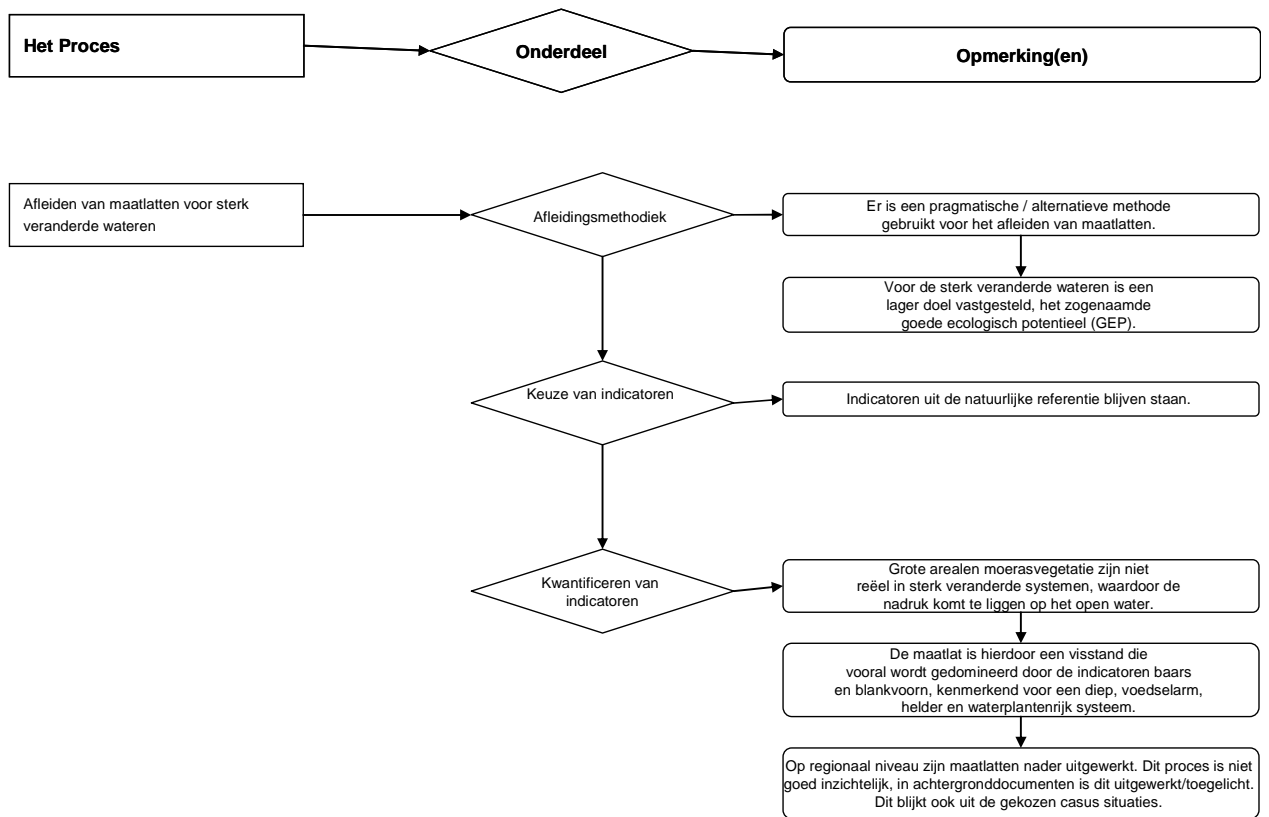 Het Proces
Onderdeel
Opmerking(en)
Afleiden van maatlatten voor sterk
veranderde wateren
Afleidingsmethodiek
Er is een pragmatische / alternatieve methode
gebruikt voor het afleiden van maatlatten.
Voor de sterk veranderde wateren is een
lager doel vastgesteld, het zogenaamde
goede ecologisch potentieel (GEP).
Keuze van indicatoren
Indicatoren uit de natuurlijke referentie blijven staan.
Kwantificeren van
indicatoren
Grote arealen moerasvegetatie zijn niet
reëel in sterk veranderde systemen, waardoor de
nadruk komt te liggen op het open water.
De maatlat is hierdoor een visstand die
vooral wordt gedomineerd door de indicatoren baars
en blankvoorn, kenmerkend voor een diep, voedselarm,
helder en waterplantenrijk systeem.
Op regionaal niveau zijn maatlatten nader uitgewerkt. Dit proces is niet
goed inzichtelijk, in achtergronddocumenten is dit uitgewerkt/toegelicht.
Dit blijkt ook uit de gekozen casus situaties.